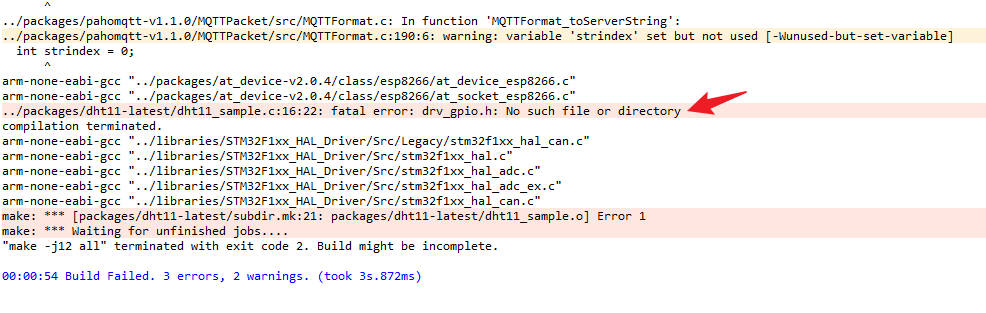 ^
../packages/pahomqtt-v1.1.0/MQTTPacket/src/MQTTFormat.c: In function 'MQTTFormat_toServerString':
../packages/pahomqtt-v1.1.0/MQTTPacket/src/MQTTFormat.c:190:6: warning: variable 'strindex' set but not used [-Wunused-but-set-variable]
int strindex = 0;
^
arm-none-eabi-gcc "../packages/at_device-v2.0.4/class/esp8266/at_device_esp8266.c"
arm-none-eabi-gcc "../packages/at_device-v2.0.4/class/esp8266/at_socket_esp8266.c"
../packages/dht11-latest/dht11_sample.c:16:22: fatal error: drv_gpio.h: No such file or directory
compilation terminated.
arm-none-eabi-gcc "../libraries/STM32F1xx_HAL_Driver/Src/Legacy/stm32f1xx_hal_can.c"
arm-none-eabi-gcc "../libraries/STM32F1xx_HAL_Driver/Src/stm32f1xx_hal.c"
arm-none-eabi-gcc "../libraries/STM32F1xx_HAL_Driver/Src/stm32f1xx_hal_adc.c"
arm-none-eabi-gcc "../libraries/STM32F1xx_HAL_Driver/Src/stm32f1xx_hal_adc_ex.c"
arm-none-eabi-gcc "../libraries/STM32F1xx_HAL_Driver/Src/stm32f1xx_hal_can.c"
make: *** [packages/dht11-latest/subdir.mk:21: packages/dht11-latest/dht11_sample.o] Error 1
make: *** Waiting for unfinished jobs....
"make -j12 all" terminated with exit code 2. Build might be incomplete.
00:00:54 Build Failed. 3 errors, 2 warnings. (took 3s.872ms)